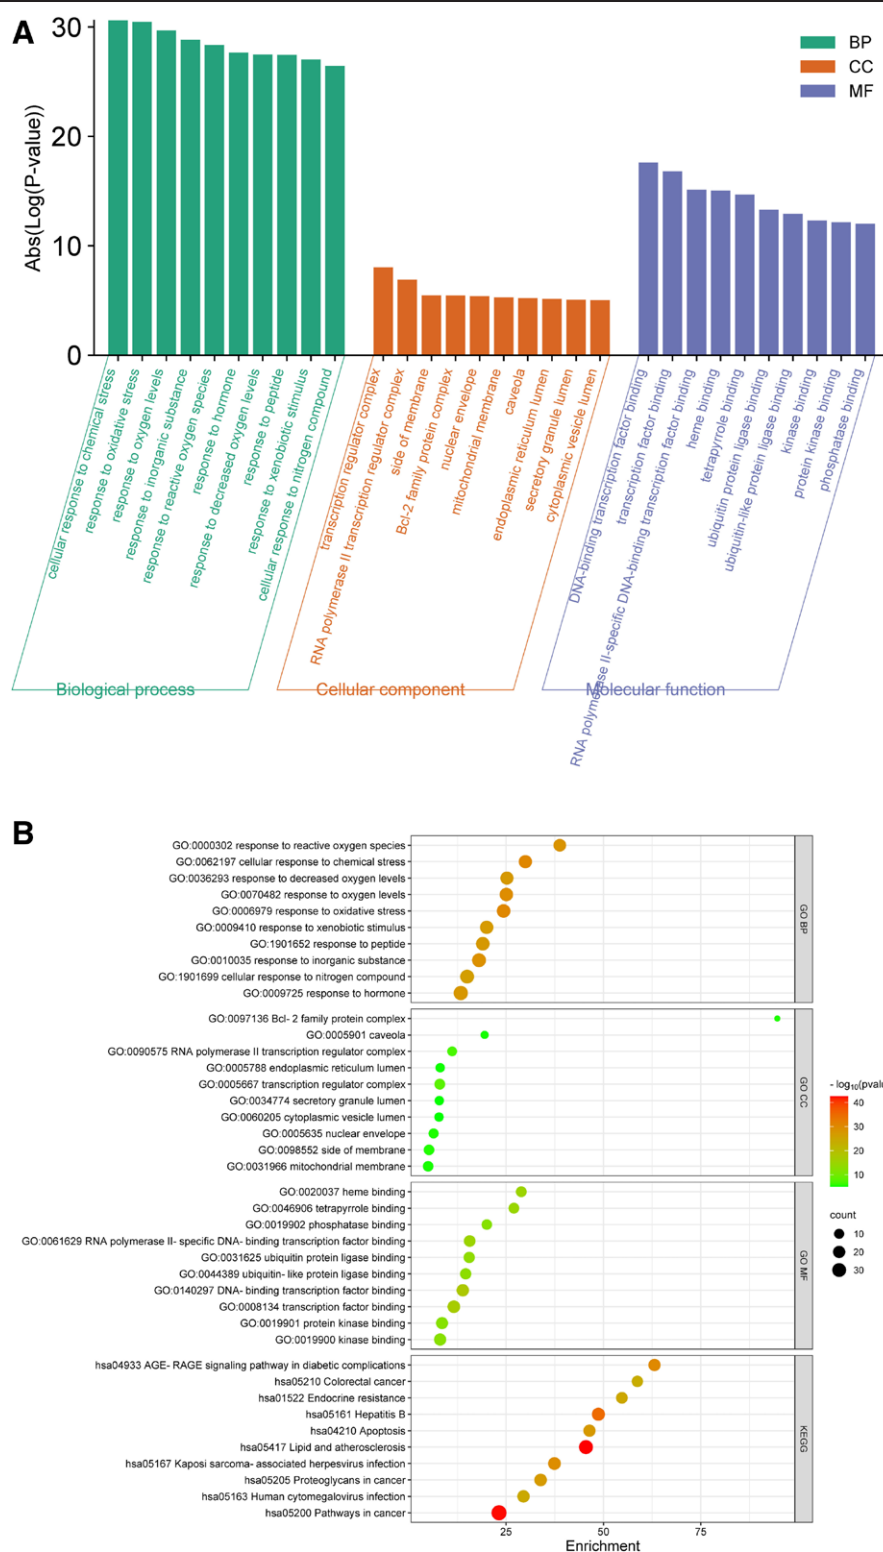 A
30
20
10
0
Abs(Log(P-value))
BP
CC
MF
cellular response to chemical stress
response to oxidative stress
response to oxygen levels
response to inorganic substance
response to reactive oxygen species
response to hormone
response to decreased oxygen levels
response to peptide
response to xenobiotic stimulus
cellular response to nitrogen compound
Biological process
transcription regulator complex
RNA polymerase II transcription regulator complex
side of membrane
Bcl-2 family protein complex
nuclear envelope
mitochondrial membrane
caveola
endoplasmic reticulum lumen
secretory granule lumen
cytoplasmic vesicle lumen
Cellular component
DNA-binding transcription factor binding
transcription factor binding
RNA polymerase II-specific DNA-binding transcription factor binding
heme binding
tetrapyrrole binding
ubiquitin protein ligase binding
ubiquitin-like protein ligase binding
kinase binding
protein kinase binding
phosphatase binding
Molecular function
B
GO:0000302 response to reactive oxygen species
GO:0062197 cellular response to chemical stress
GO:0036293 response to decreased oxygen levels
GO:0070482 response to oxygen levels
GO:0006979 response to oxidative stress
GO:0009410 response to xenobiotic stimulus
GO:1901652 response to peptide
GO:0010035 response to inorganic substance
GO:1901699 cellular response to nitrogen compound
GO:0009725 response to hormone
GO BP
GO:0097136 Bcl- 2 family protein complex
GO:0005901 caveola
GO:0090575 RNA polymerase II transcription regulator complex
GO:0005788 endoplasmic reticulum lumen
GO:0005667 transcription regulator complex
GO:0034774 secretory granule lumen
GO:0060205 cytoplasmic vesicle lumen
GO:0005635 nuclear envelope
GO:0098552 side of membrane
GO:0031966 mitochondrial membrane
GO CC
GO:0020037 heme binding
GO:0046906 tetrapyrrole binding
GO:0019902 phosphatase binding
GO:0061629 RNA polymerase II- specific DNA- binding transcription factor binding
GO:0031625 ubiquitin protein ligase binding
GO:0044389 ubiquitin- like protein ligase binding
GO:0140297 DNA- binding transcription factor binding
GO:0008134 transcription factor binding
GO:0019901 protein kinase binding
GO:0019900 kinase binding
GO MF
hsa04933 AGE- RAGE signaling pathway in diabetic complications
hsa05210 Colorectal cancer
hsa01522 Endocrine resistance
hsa05161 Hepatitis B
hsa04210 Apoptosis
hsa05417 Lipid and atherosclerosis
hsa05167 Kaposi sarcoma- associated herpesvirus infection
hsa05205 Proteoglycans in cancer
hsa05163 Human cytomegalovirus infection
hsa05200 Pathways in cancer
KEGG
25
50
75
Enrichment
- log10(pvalu
40
30
20
10
count
10
20
30